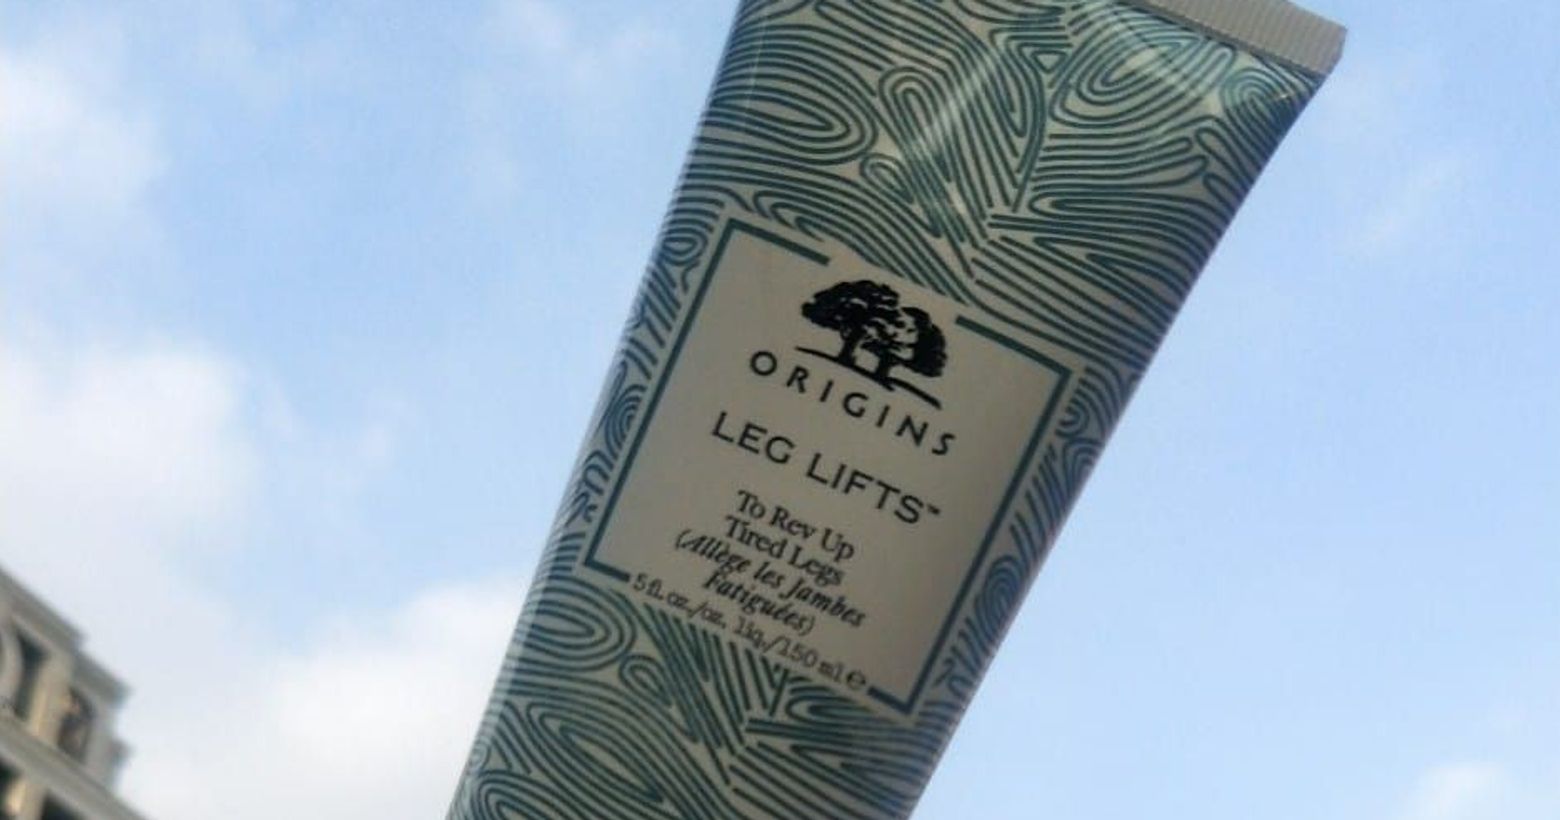 ORIGINS
LEG LIFTS™
To Rev Up
Tired Legs
(Allège les Jambes
Fatiguées)
5 fl. oz./oz. liq./150 ml ℮